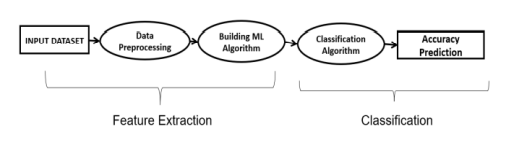 INPUT DATASET
Data
Preprocessing
Building ML
Algorithm
Classification
Algorithm
Accuracy
Prediction
Feature Extraction
Classification